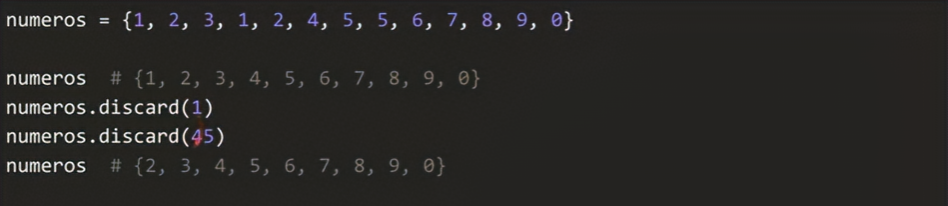 numeros = {1, 2, 3, 1, 2, 4, 5, 5, 6, 7, 8, 9, 0}
numeros  # {1, 2, 3, 4, 5, 6, 7, 8, 9, 0}
numeros.discard(1)
numeros.discard(45)
numeros  # {2, 3, 4, 5, 6, 7, 8, 9, 0}